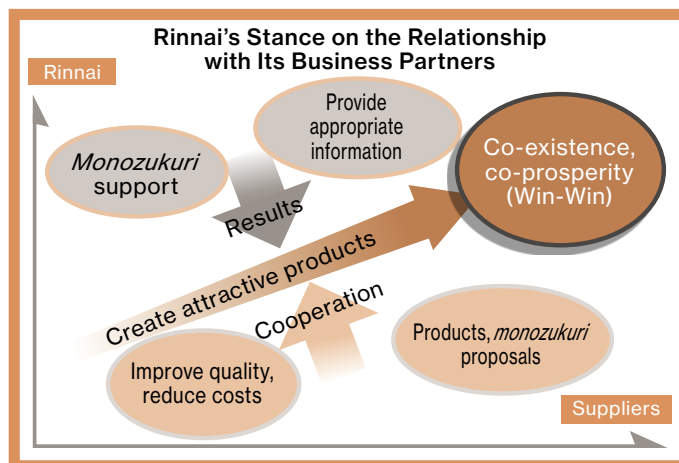 Rinnai's Stance on the Relationship
with Its Business Partners
Rinnai
Provide
appropriate
information
Monozukuri
support
Co-existence,
co-prosperity
(Win-Win)
Results
Create attractive products
Cooperation
Products, monozukuri
proposals
Improve quality,
reduce costs
Suppliers